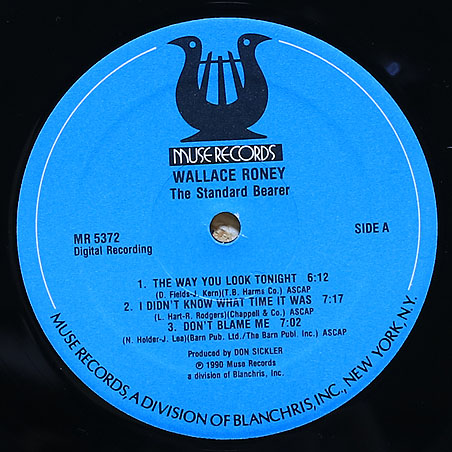 MUSE RECORDS
WALLACE RONEY
The Standard Bearer
MR 5372
Digital Recording
SIDE A
1. THE WAY YOU LOOK TONIGHT 6:12
(D. Fields-J. Kern)(T.B. Harms Co.) ASCAP
2. I DIDN'T KNOW WHAT TIME IT WAS 7:17
(L. Hart-R. Rodgers)(Chappell & Co.) ASCAP
3. DON'T BLAME ME 7:02
(N. Holder-J. Lea)(Barn Pub. Ltd./The Barn Publ. Inc.) ASCAP
Produced by DON SICKLER
℗ 1990 Muse Records
a division of Blanchris, Inc.
MUSE RECORDS, A DIVISION OF BLANCHRIS, INC., NEW YORK, N.Y.